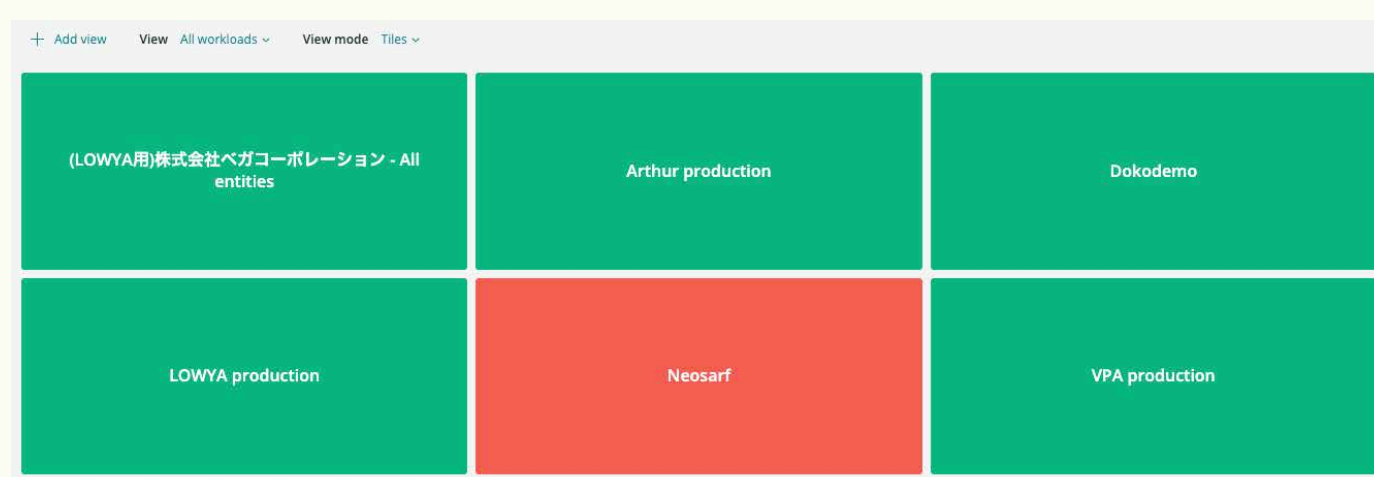 + Add view View All workloads View mode Tiles
(LOWYA用)株式会社ベガコーポレーション - All
entities
Arthur production
Dokodemo
LOWYA production
Neosarf
VPA production